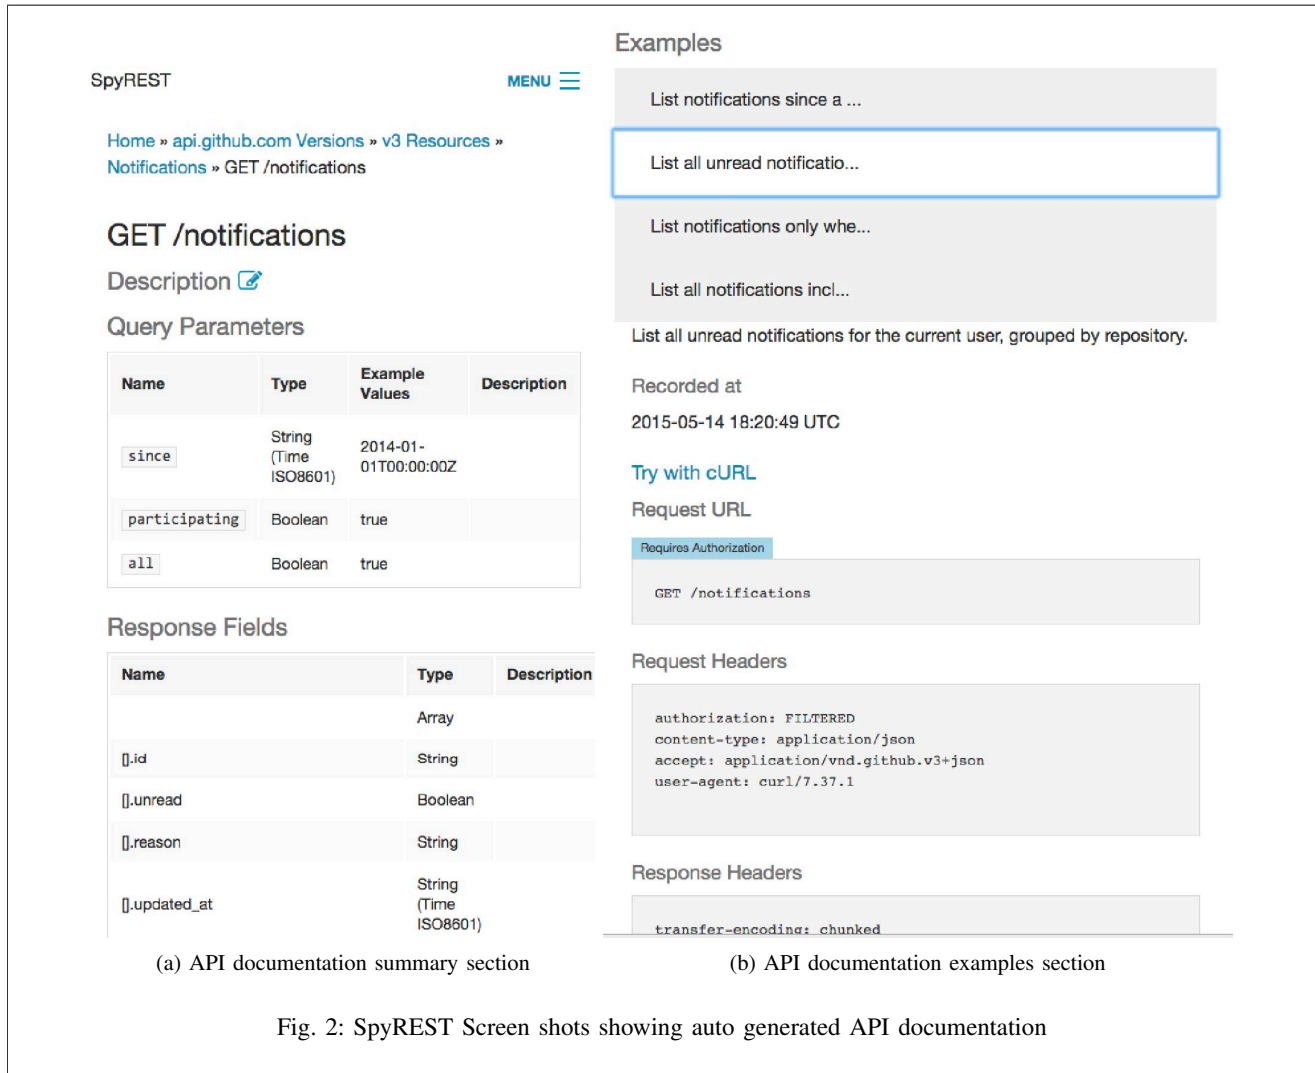 SpyREST
MENU
Home » api.github.com Versions » v3 Resources »
Notifications » GET /notifications
GET /notifications
Description
Query Parameters
Name Type Example Values Description
since String (Time ISO8601) 2014-01-01T00:00:00Z
participating Boolean true
all Boolean true
Response Fields
Name Type Description
Array
[].id String
[].unread Boolean
[].reason String
[].updated_at String (Time ISO8601)
(a) API documentation summary section
Examples
List notifications since a ...
List all unread notificatio...
List notifications only whe...
List all notifications incl...
List all unread notifications for the current user, grouped by repository.
Recorded at
2015-05-14 18:20:49 UTC
Try with cURL
Request URL
Requires Authorization
GET /notifications
Request Headers
authorization: FILTERED
content-type: application/json
accept: application/vnd.github.v3+json
user-agent: curl/7.37.1
Response Headers
transfer-encoding: chunked
(b) API documentation examples section
Fig. 2: SpyREST Screen shots showing auto generated API documentation